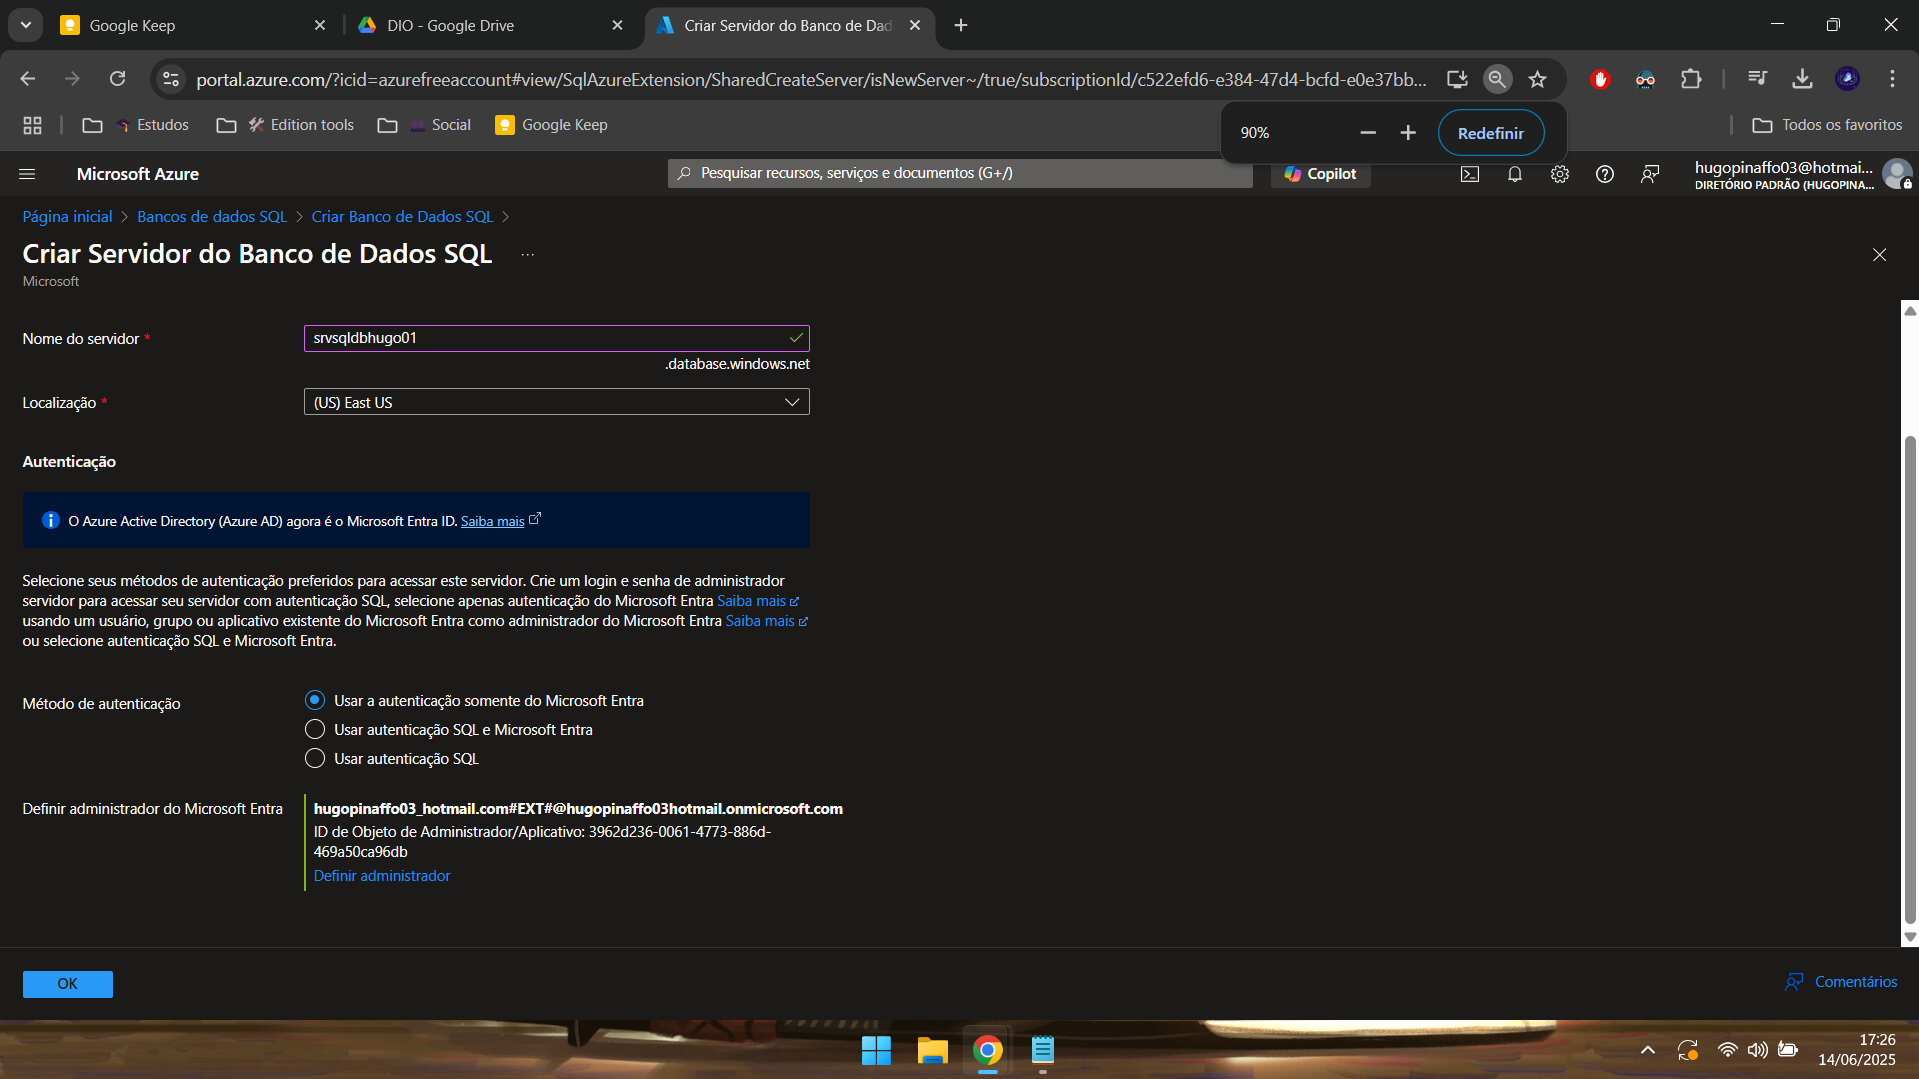 Google Keep
DIO - Google Drive
Criar Servidor do Banco de Dad
portal.azure.com/?icid=azurefreeaccount#view/SqlAzureExtension/SharedCreateServer/isNewServer~/true/subscriptionId/c522efd6-e384-47d4-bcfd-e0e37bb...
Estudos
Edition tools
Social
Google Keep
Todos os favoritos
90%
Redefinir
Microsoft Azure
Pesquisar recursos, serviços e documentos (G+/)
Copilot
hugopinaffo03@hotmai...
DIRETÓRIO PADRÃO (HUGOPINA...
Página inicial > Bancos de dados SQL > Criar Banco de Dados SQL >
Criar Servidor do Banco de Dados SQL ...
Microsoft
Nome do servidor *
srvsqldbhugo01
.database.windows.net
Localização *
(US) East US
Autenticação
O Azure Active Directory (Azure AD) agora é o Microsoft Entra ID. Saiba mais
Selecione seus métodos de autenticação preferidos para acessar este servidor. Crie um login e senha de administrador
servidor para acessar seu servidor com autenticação SQL, selecione apenas autenticação do Microsoft Entra Saiba mais
usando um usuário, grupo ou aplicativo existente do Microsoft Entra como administrador do Microsoft Entra Saiba mais
ou selecione autenticação SQL e Microsoft Entra.
Método de autenticação
Usar a autenticação somente do Microsoft Entra
Usar autenticação SQL e Microsoft Entra
Usar autenticação SQL
Definir administrador do Microsoft Entra
hugopinaffo03_hotmail.com#EXT#@hugopinaffo03hotmail.onmicrosoft.com
ID de Objeto de Administrador/Aplicativo: 3962d236-0061-4773-886d-
469a50ca96db
Definir administrador
OK
Comentários
17:26
14/06/2025